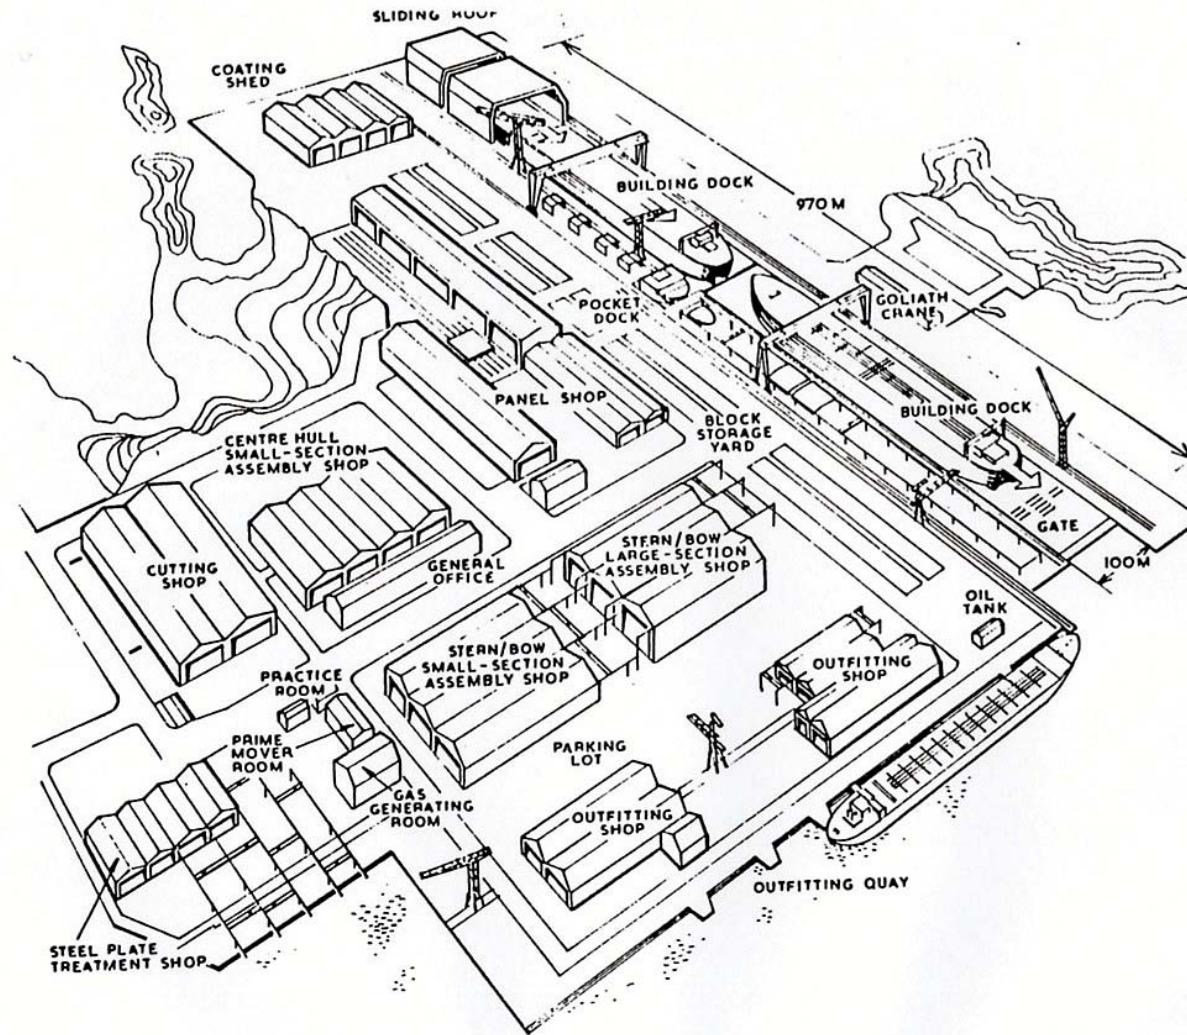 SLIDING ROOF
COATING
SHED
BUILDING DOCK
970 M
POCKET
DOCK
GOLIATH
CRANE
PANEL SHOP
BUILDING DOCK
BLOCK
STORAGE
YARD
CENTRE HULL
SMALL-SECTION
ASSEMBLY SHOP
GATE
CUTTING
SHOP
GENERAL
OFFICE
STERN/BOW
LARGE-SECTION
ASSEMBLY SHOP
100M
OIL
TANK
STERN/BOW
SMALL-SECTION
ASSEMBLY SHOP
OUTFITTING
SHOP
PRACTICE
ROOM
PRIME
MOVER
ROOM
PARKING
LOT
GAS
GENERATING
ROOM
OUTFITTING
SHOP
OUTFITTING QUAY
STEEL PLATE
TREATMENT SHOP